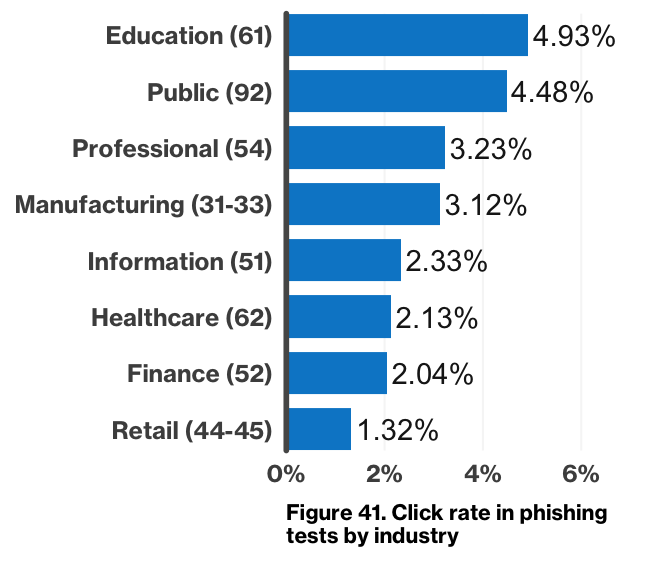 Education (61) 4.93%
Public (92) 4.48%
Professional (54) 3.23%
Manufacturing (31-33) 3.12%
Information (51) 2.33%
Healthcare (62) 2.13%
Finance (52) 2.04%
Retail (44-45) 1.32%
0% 2% 4% 6%
Figure 41. Click rate in phishing
tests by industry